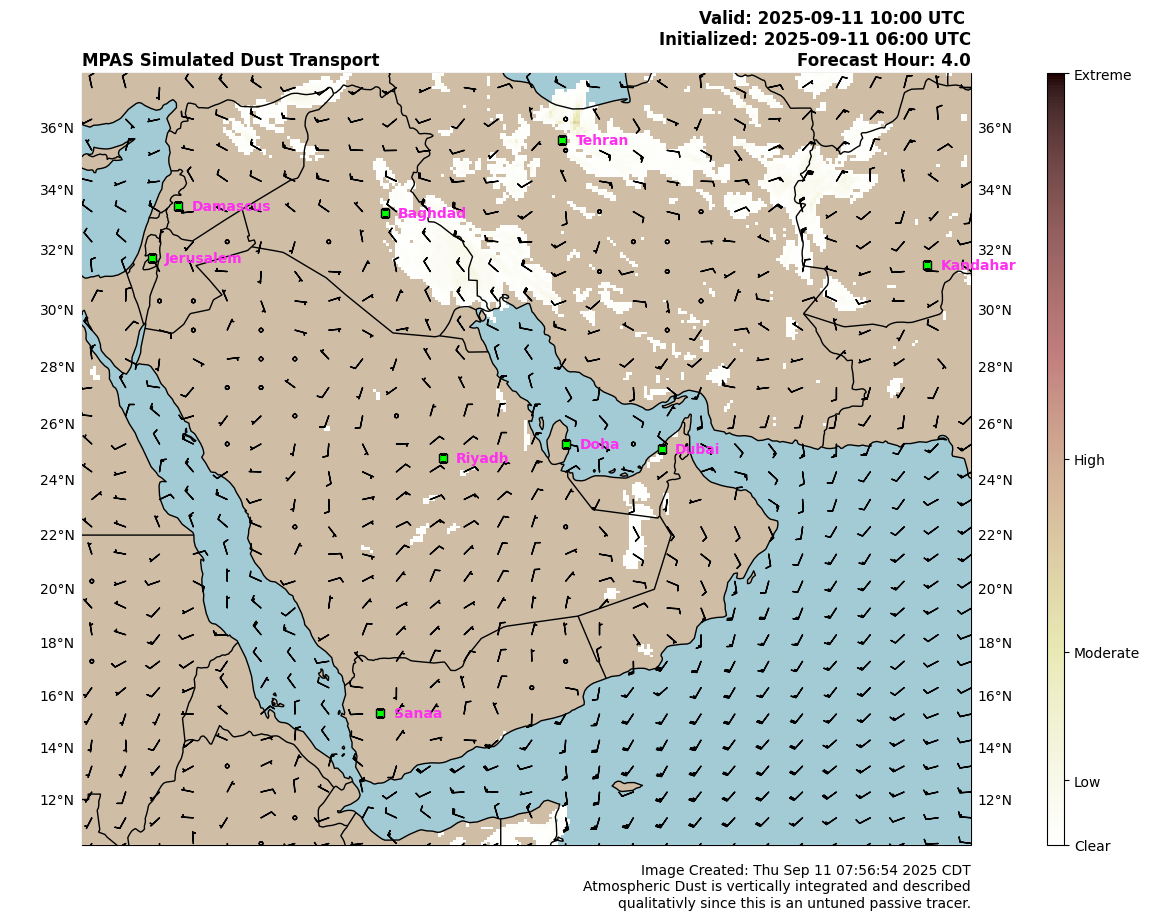 Valid: 2025-09-11 10:00 UTC
Initialized: 2025-09-11 06:00 UTC
MPAS Simulated Dust Transport
Forecast Hour: 4.0
36°N
34°N
32°N
30°N
28°N
26°N
24°N
22°N
20°N
18°N
16°N
14°N
12°N
Tehran
Damascus
Baghdad
Jerusalem
Kandahar
Doha
Dubai
Riyadh
Sanaa
36°N
34°N
32°N
30°N
28°N
26°N
24°N
22°N
20°N
18°N
16°N
14°N
12°N
Extreme
High
Moderate
Low
Clear
Image Created: Thu Sep 11 07:56:54 2025 CDT
Atmospheric Dust is vertically integrated and described
qualitativly since this is an untuned passive tracer.